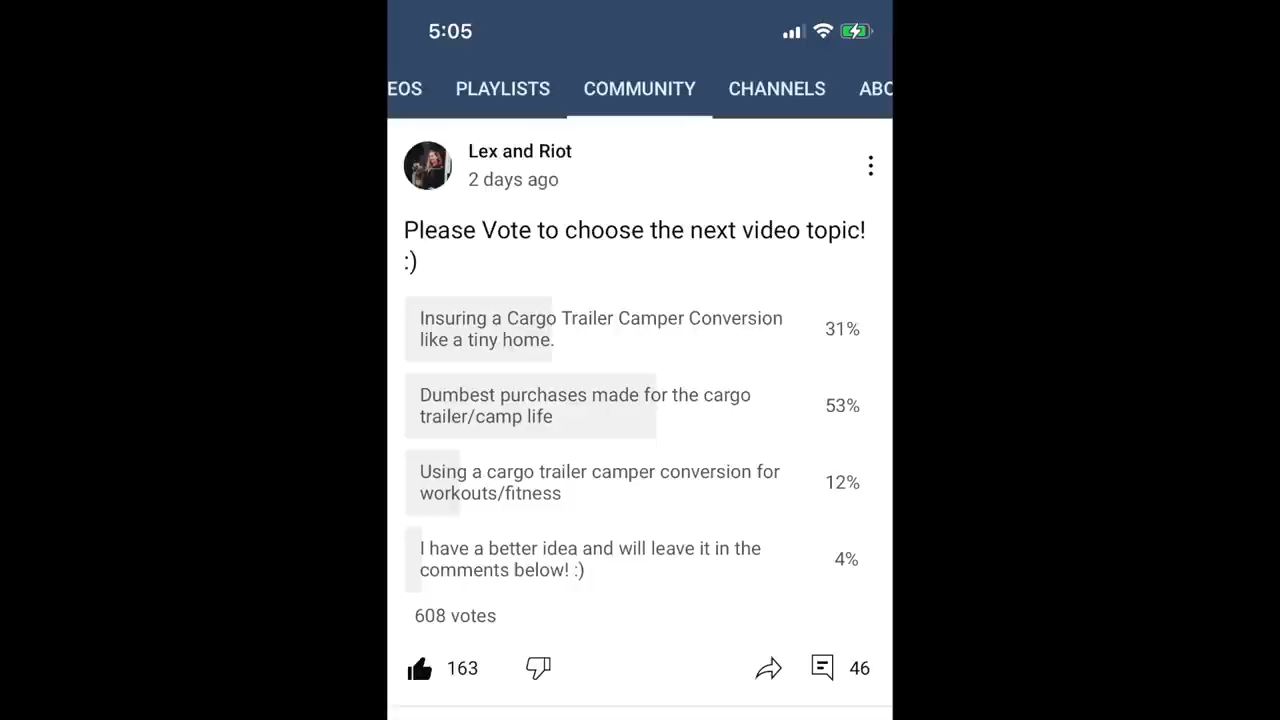 5:05
EOS PLAYLISTS COMMUNITY CHANNELS ABC
Lex and Riot
2 days ago
Please Vote to choose the next video topic!
:)
Insuring a Cargo Trailer Camper Conversion
like a tiny home.
31%
Dumbest purchases made for the cargo
trailer/camp life
53%
Using a cargo trailer camper conversion for
workouts/fitness
12%
I have a better idea and will leave it in the
comments below! :)
4%
608 votes
163 46